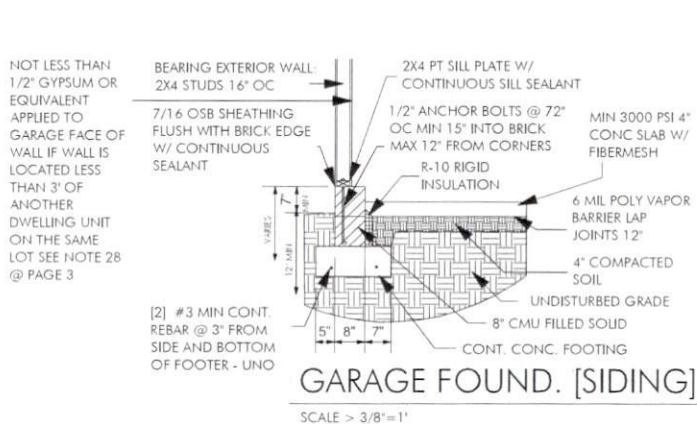 NOT LESS THAN
1/2" GYPSUM OR
EQUIVALENT
APPLIED TO
GARAGE FACE OF
WALL IF WALL IS
LOCATED LESS
THAN 3' OF
ANOTHER
DWELLING UNIT
ON THE SAME
LOT SEE NOTE 28
@ PAGE 3
BEARING EXTERIOR WALL:
2X4 STUDS 16" OC
7/16 OSB SHEATHING
FLUSH WITH BRICK EDGE
W/ CONTINUOUS
SEALANT
2X4 PT SILL PLATE W/
CONTINUOUS SILL SEALANT
1/2" ANCHOR BOLTS @ 72"
OC MIN 15" INTO BRICK
MAX 12" FROM CORNERS
R-10 RIGID
INSULATION
MIN 3000 PSI 4"
CONC SLAB W/
FIBERMESH
6 MIL POLY VAPOR
BARRIER LAP
JOINTS 12"
4" COMPACTED
SOIL
UNDISTURBED GRADE
8" CMU FILLED SOLID
CONT. CONC. FOOTING
VARIES
7"
12" MIN
[2] #3 MIN CONT.
REBAR @ 3" FROM
SIDE AND BOTTOM
OF FOOTER - UNO
5" 8" 7"
GARAGE FOUND. [SIDING]
SCALE > 3/8"=1'